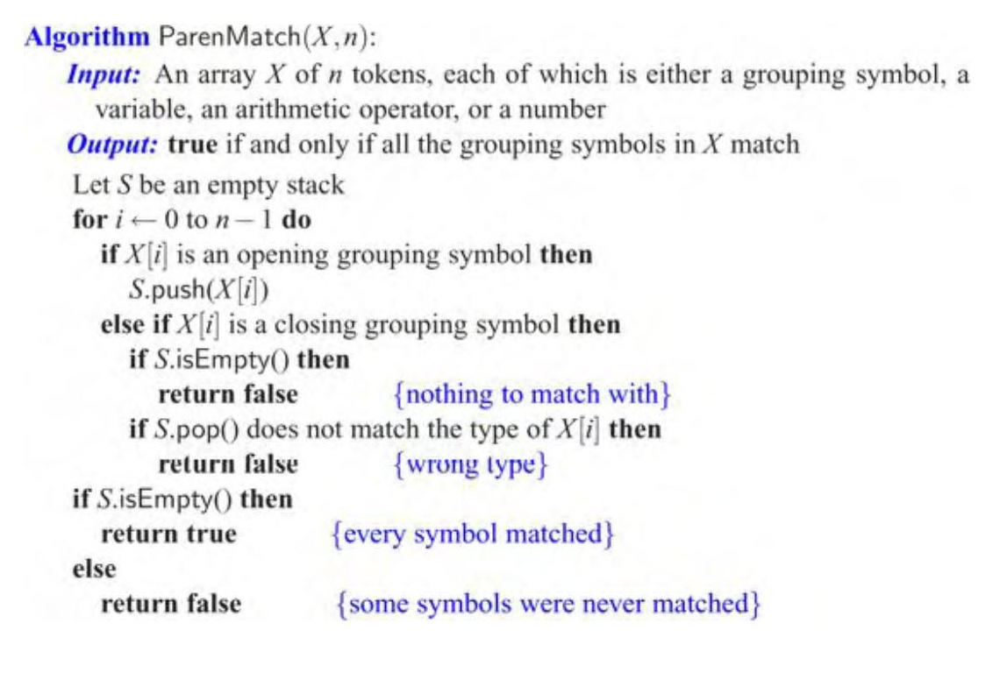 Algorithm ParenMatch(X,n):
Input: An array X of n tokens, each of which is either a grouping symbol, a
variable, an arithmetic operator, or a number
Output: true if and only if all the grouping symbols in X match
Let S be an empty stack
for i ← 0 to n − 1 do
if X[i] is an opening grouping symbol then
S.push(X[i])
else if X[i] is a closing grouping symbol then
if S.isEmpty() then
return false {nothing to match with}
if S.pop() does not match the type of X[i] then
return false {wrong type}
if S.isEmpty() then
return true {every symbol matched}
else
return false {some symbols were never matched}